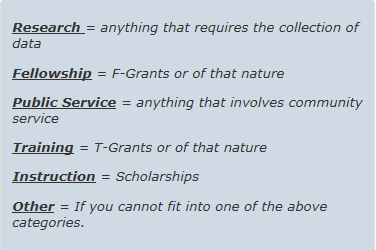 Research = anything that requires the collection of
data
Fellowship = F-Grants or of that nature
Public Service = anything that involves community
service
Training = T-Grants or of that nature
Instruction = Scholarships
Other = If you cannot fit into one of the above
categories.